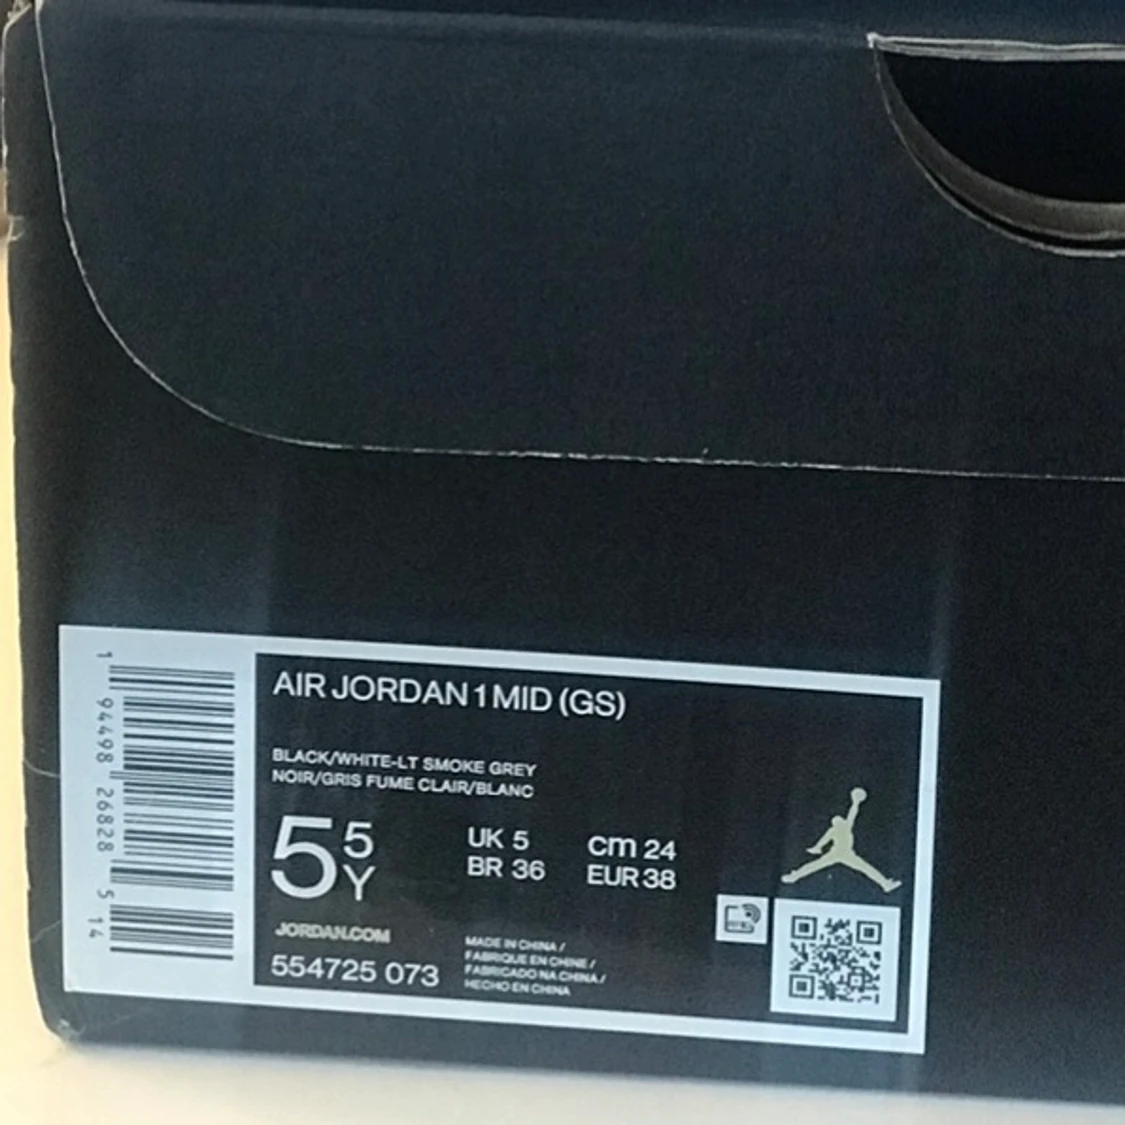 AIR JORDAN 1 MID (GS)
BLACK/WHITE-LT SMOKE GREY
NOIR/GRIS FUME CLAIR/BLANC
5 5 Y
UK 5 cm 24
BR 36 EUR 38
JORDAN.COM
554725 073
MADE IN CHINA /
FABRIQUE EN CHINE /
FABRICADO NA CHINA /
HECHO EN CHINA
1 94498 26828 5 14